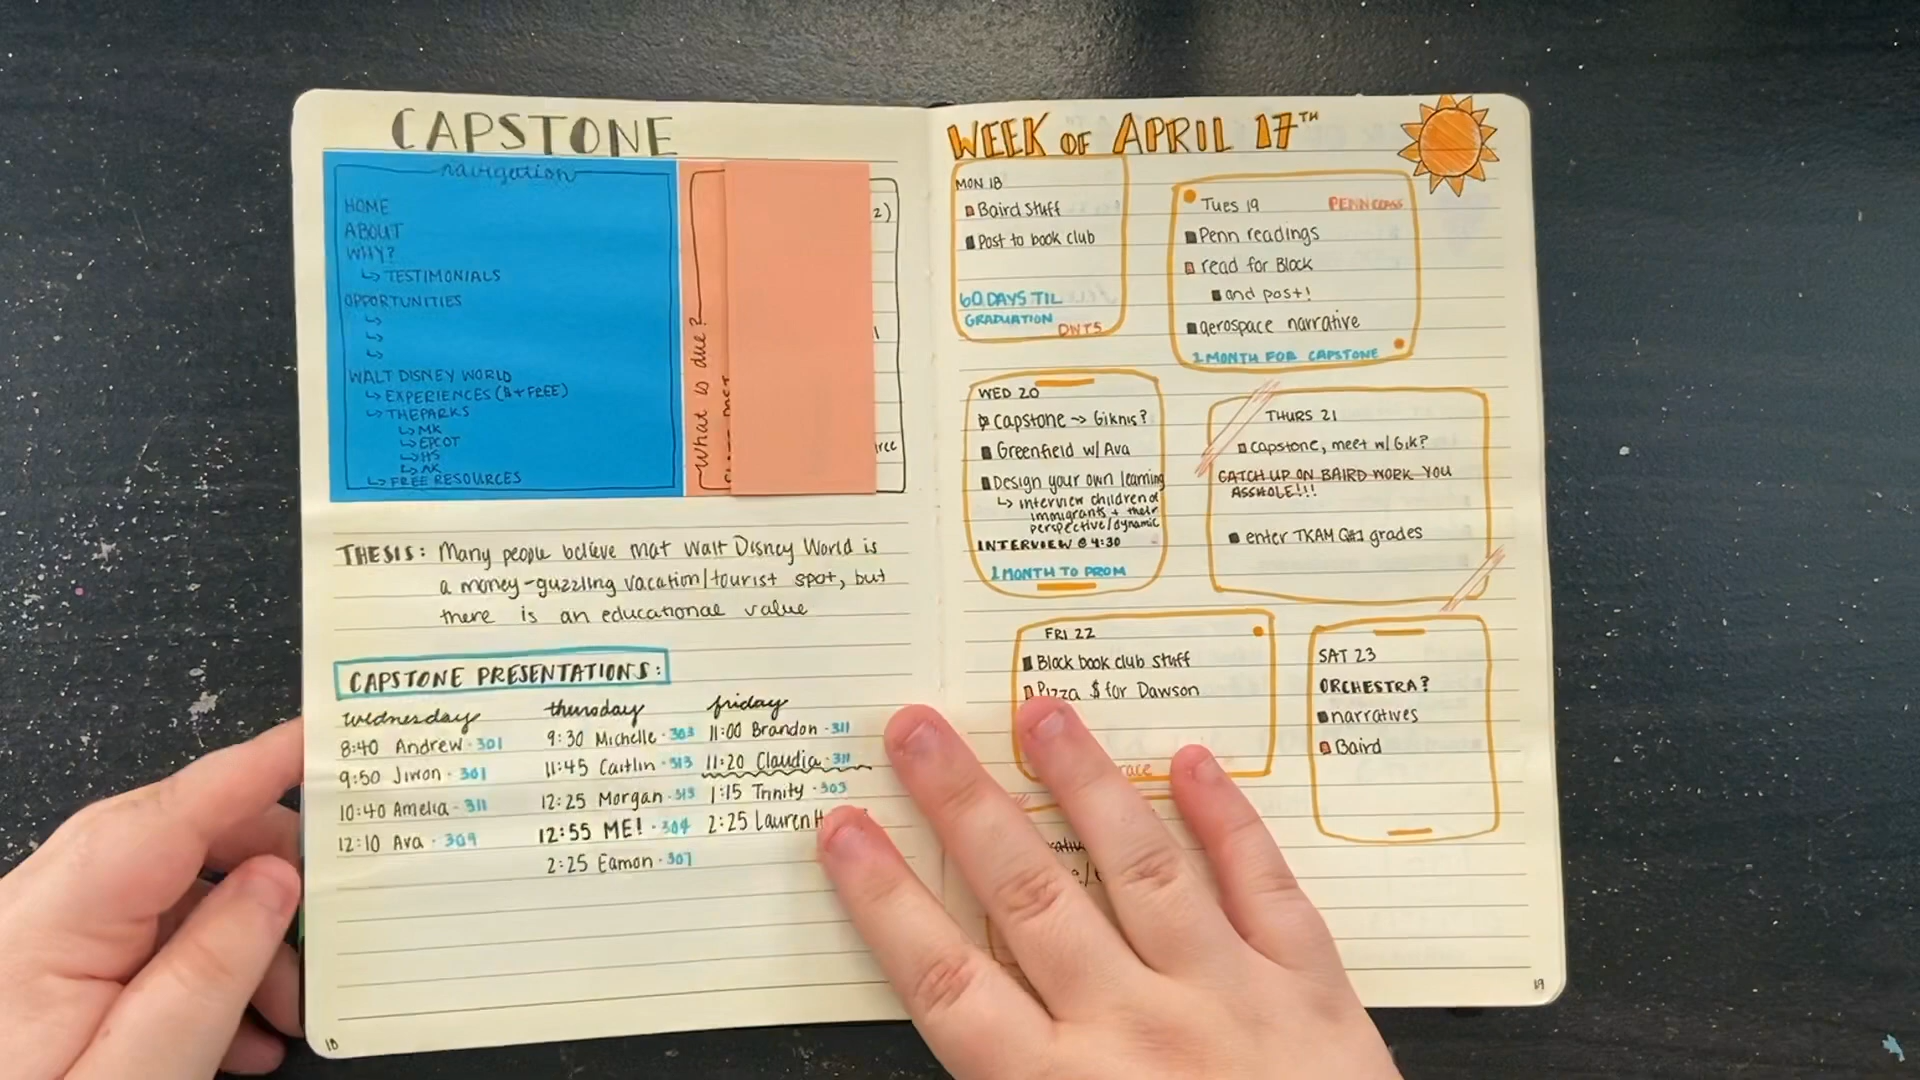 CAPSTONE
navigation
HOME
ABOUT
WHY?
↳ TESTIMONIALS
OPPORTUNITIES
↳
↳
↳
WALT DISNEY WORLD
↳ EXPERIENCES ($ + FREE)
↳ THE PARKS
↳ MK
↳ EPCOT
↳ HS
↳ AK
↳ FREE RESOURCES
What is due?
2)
THESIS: Many people believe that Walt Disney World is
a money-guzzling vacation/tourist spot, but
there is an educational value
CAPSTONE PRESENTATIONS:
wednesday
8:40 Andrew · 301
9:50 Jiwon · 301
10:40 Amelia · 311
12:10 Ava · 309
thursday
9:30 Michelle · 303
11:45 Caitlin · 313
12:25 Morgan · 313
12:55 ME! · 304
2:25 Eamon · 307
friday
11:00 Brandon · 311
11:20 Claudia · 311
1:15 Trinity · 303
2:25 Lauren H
18
WEEK OF APRIL 17TH
MON 18
Baird Stuff
Post to book club
60 DAYS TIL
GRADUATION
DNT5
Tues 19
PENN CLASS
Penn readings
read for Block
and post!
aerospace narrative
1 MONTH FOR CAPSTONE
WED 20
Capstone → Giknis?
Greenfield w/ Ava
Design your own learning
↳ interview children of
immigrants + their
perspective/dynamic
INTERVIEW @ 4:30
1 MONTH TO PROM
THURS 21
Capstone, meet w/ Gik?
CATCH UP ON BAIRD WORK YOU
ASSHOLE!!!
enter TKAM Q#1 grades
FRI 22
Block book club stuff
Pizza $ for Dawson
SAT 23
ORCHESTRA?
narratives
Baird
19